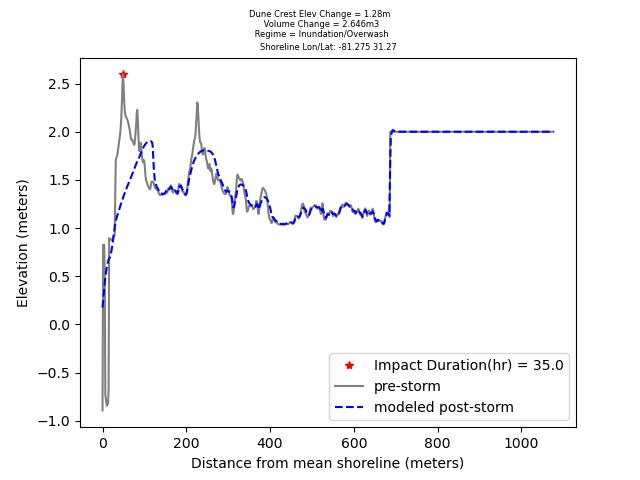 Dune Crest Elev Change = 1.28m
Volume Change = 2.646m3
Regime = Inundation/Overwash
Shoreline Lon/Lat: -81.275 31.27
2.5
2.0
1.5
1.0
0.5
0.0
−0.5
−1.0
Elevation (meters)
Impact Duration(hr) = 35.0
pre-storm
modeled post-storm
0 200 400 600 800 1000
Distance from mean shoreline (meters)